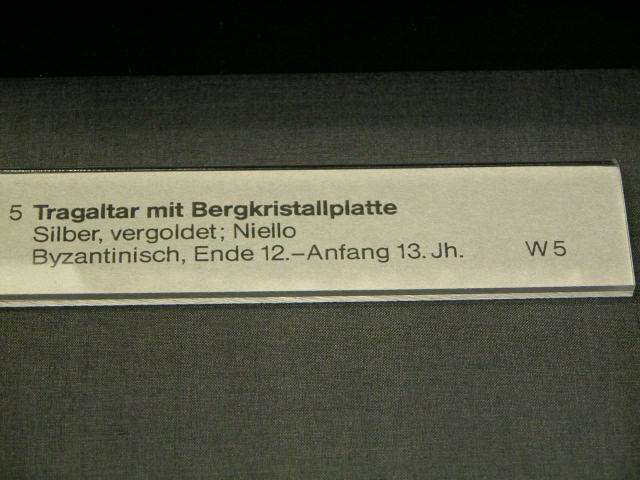 5 Tragaltar mit Bergkristallplatte
Silber, vergoldet; Niello
Byzantinisch, Ende 12.–Anfang 13. Jh. W 5